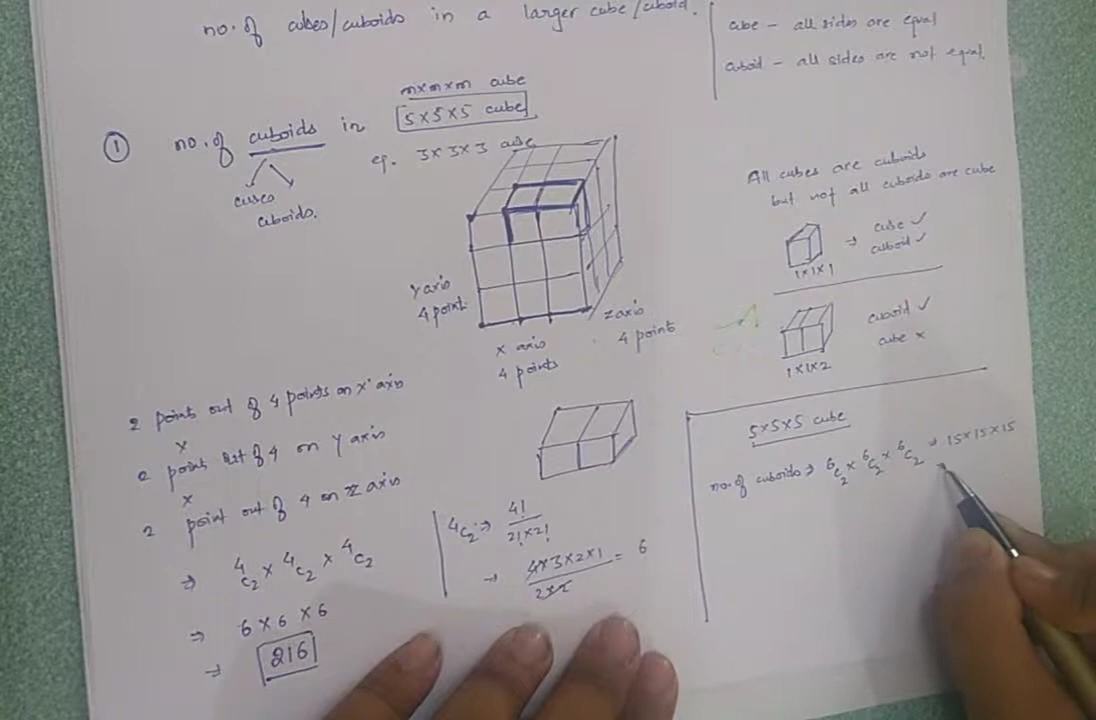 no. of cubes/cuboids in a larger cube/cuboid.
cube - all sides are equal
cuboid - all sides are not equal.
m×m×m cube
① no. of cuboids in 5×5×5 cube
eg. 3×3×3 cube
cubes
cuboids.
All cubes are cuboids
but not all cuboids are cube
→ cube ✓
cuboid ✓
1×1×1
cuboid ✓
cube ×
1×1×2
y axis
4 point.
z axis
4 point
x axis
4 points
2 points out of 4 points on x axis
×
2 points out of 4 on y axis
×
2 point out of 4 on z axis
⇒ 4c2 × 4c2 × 4c2
⇒ 6 × 6 × 6
⇒ 216
4c2 ⇒ 4! / 2!×2!
→ 4×3×2×1 / 2×2 = 6
5×5×5 cube
no. of cuboids ⇒ 6c2 × 6c2 × 6c2 ⇒ 15×15×15